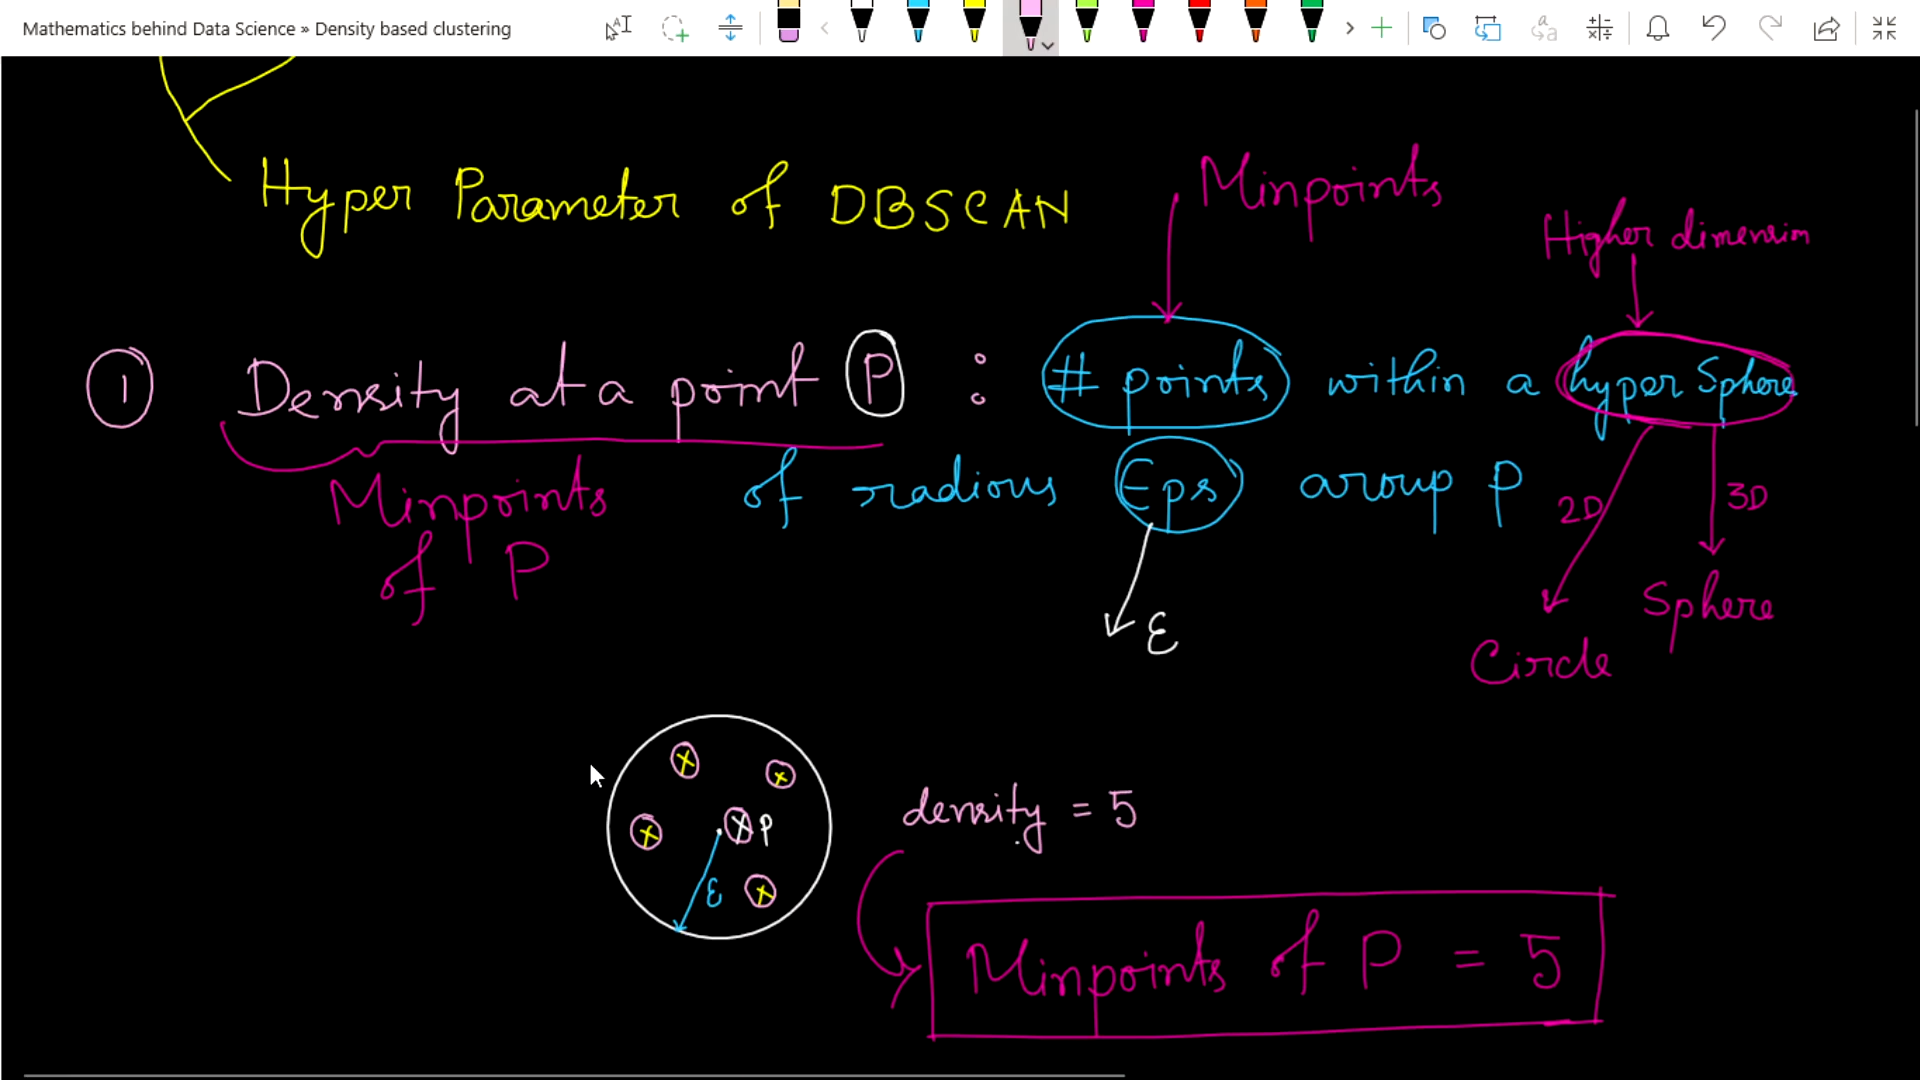 Mathematics behind Data Science » Density based clustering
Hyper Parameter of DBSCAN
Minpoints
Higher dimension
1 Density at a point P : # points within a hyper Sphere
of radious Eps aroup P
Minpoints
of P
2D
3D
ε
Circle
Sphere
P
ε
density = 5
Minpoints of P = 5